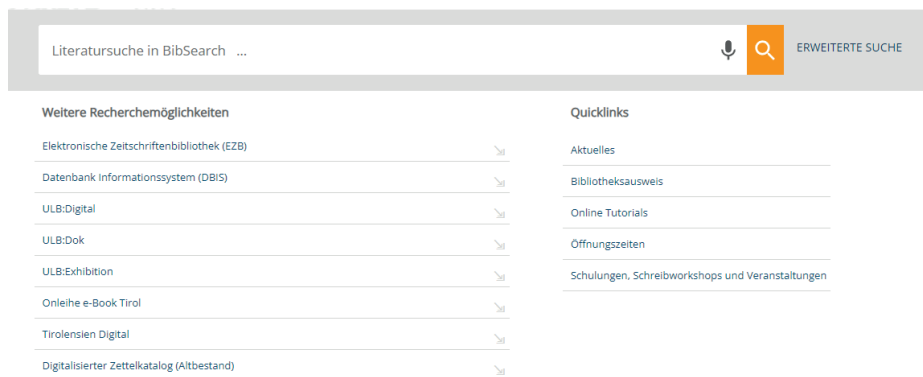 Literatursuche in BibSearch ...
ERWEITERTE SUCHE
Weitere Recherchemöglichkeiten
Elektronische Zeitschriftenbibliothek (EZB)
Datenbank Informationssystem (DBIS)
ULB:Digital
ULB:Dok
ULB:Exhibition
Onleihe e-Book Tirol
Tirolensien Digital
Digitalisierter Zettelkatalog (Altbestand)
Quicklinks
Aktuelles
Bibliotheksausweis
Online Tutorials
Öffnungszeiten
Schulungen, Schreibworkshops und Veranstaltungen